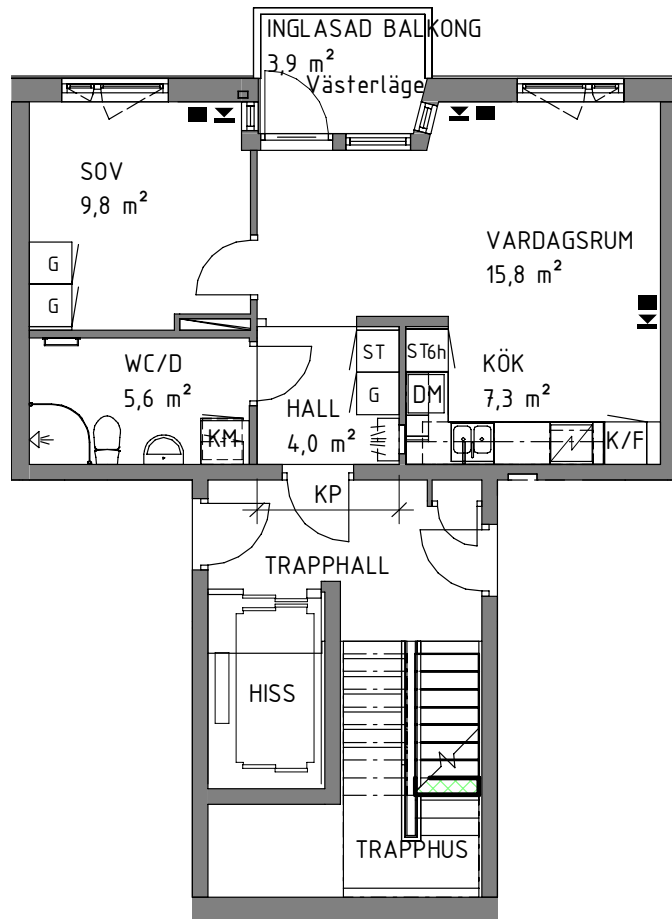 INGLASAD BALKONG
3,9 m²
Västerläge
SOV
9,8 m²
VARDAGSRUM
15,8 m²
G
G
WC/D
5,6 m²
ST
ST6h
KÖK
7,3 m²
HALL
4,0 m²
G
DM
KM
K/F
KP
TRAPPHALL
HISS
TRAPPHUS